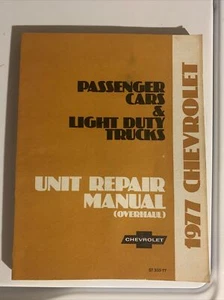 PASSENGER
CARS
&
LIGHT DUTY
TRUCKS
UNIT REPAIR
MANUAL
(OVERHAUL)
CHEVROLET
1977 CHEVROLET